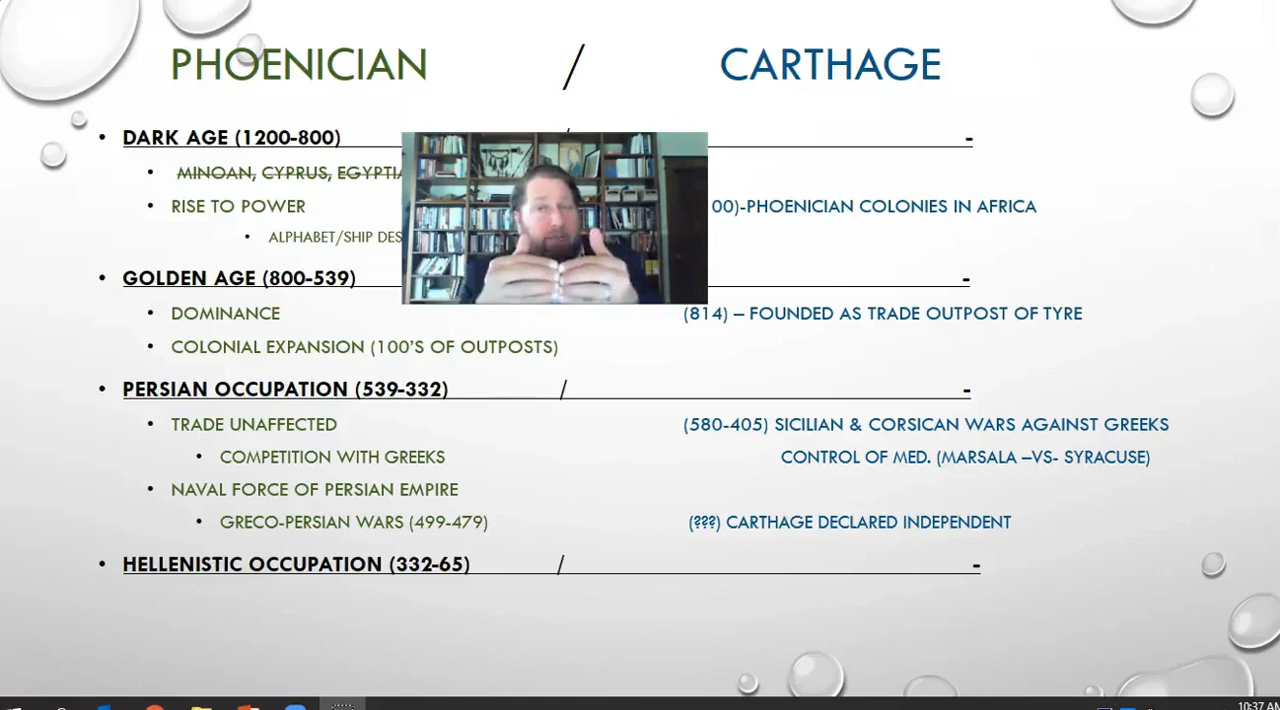 PHOENICIAN / CARTHAGE
• DARK AGE (1200-800) -
• MINOAN, CYPRUS,
• RISE TO POWER 00)-PHOENICIAN COLONIES IN AFRICA
• ALPHABET/SHIP
• GOLDEN AGE (800-539) -
• DOMINANCE (814) – FOUNDED AS TRADE OUTPOST OF TYRE
• COLONIAL EXPANSION (100'S OF OUTPOSTS)
• PERSIAN OCCUPATION (539-332) / -
• TRADE UNAFFECTED (580-405) SICILIAN & CORSICAN WARS AGAINST GREEKS
• COMPETITION WITH GREEKS CONTROL OF MED. (MARSALA –VS- SYRACUSE)
• NAVAL FORCE OF PERSIAN EMPIRE
• GRECO-PERSIAN WARS (499-479) (???) CARTHAGE DECLARED INDEPENDENT
• HELLENISTIC OCCUPATION (332-65) / -
10:37 AM